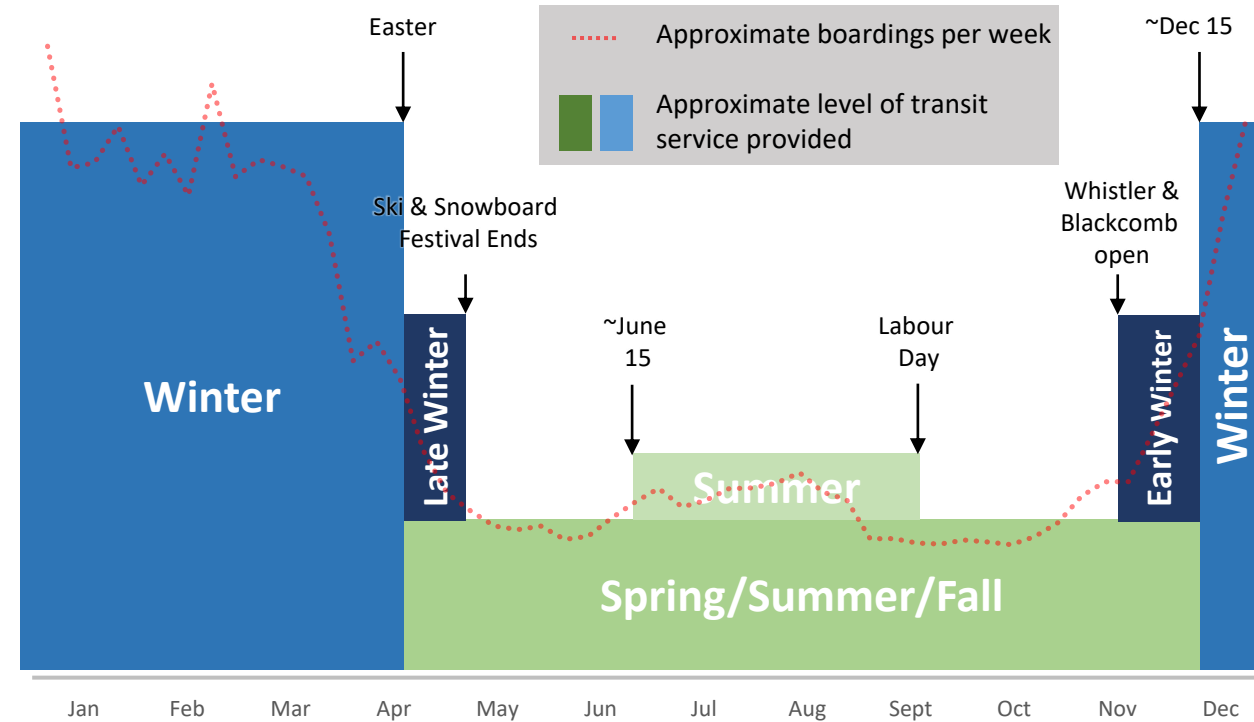 Easter
Approximate boardings per week
Approximate level of transit
service provided
~Dec 15
Ski & Snowboard
Festival Ends
Whistler &
Blackcomb
open
~June
15
Labour
Day
Winter
Late Winter
Summer
Early Winter
Winter
Spring/Summer/Fall
Jan Feb Mar Apr May Jun Jul Aug Sept Oct Nov Dec